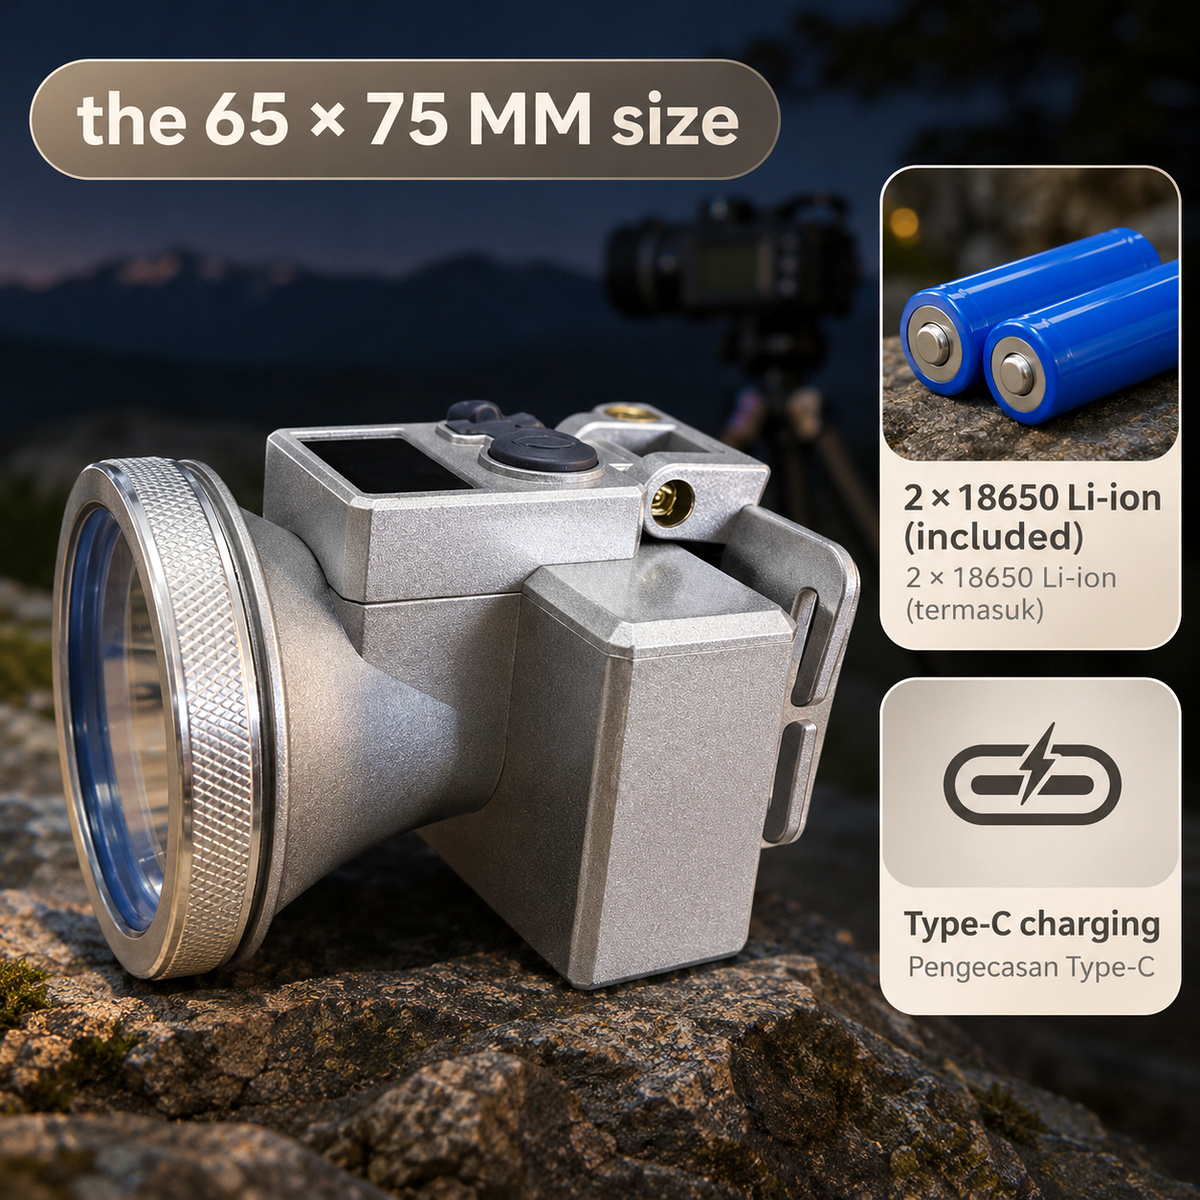 the 65 × 75 MM size
2 × 18650 Li-ion
(included)
2 × 18650 Li-ion
(termasuk)
Type-C charging
Pengecasan Type-C